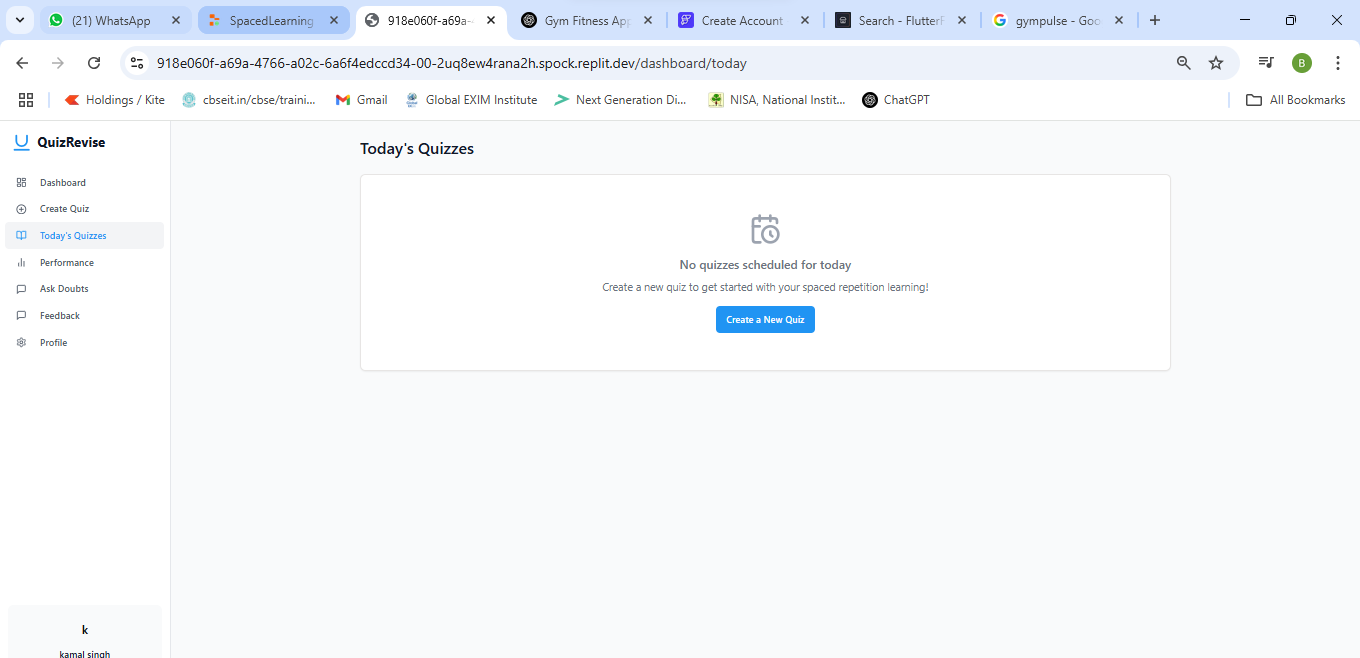 (21) WhatsApp
SpacedLearning
918e060f-a69a-
Gym Fitness App
Create Account
Search - FlutterF
gympulse - Goo
918e060f-a69a-4766-a02c-6a6f4edccd34-00-2uq8ew4rana2h.spock.replit.dev/dashboard/today
B
Holdings / Kite
cbseit.in/cbse/traini...
Gmail
Global EXIM Institute
Next Generation Di...
NISA, National Instit...
ChatGPT
All Bookmarks
QuizRevise
Dashboard
Create Quiz
Today's Quizzes
Performance
Ask Doubts
Feedback
Profile
k
kamal singh
Today's Quizzes
No quizzes scheduled for today
Create a new quiz to get started with your spaced repetition learning!
Create a New Quiz